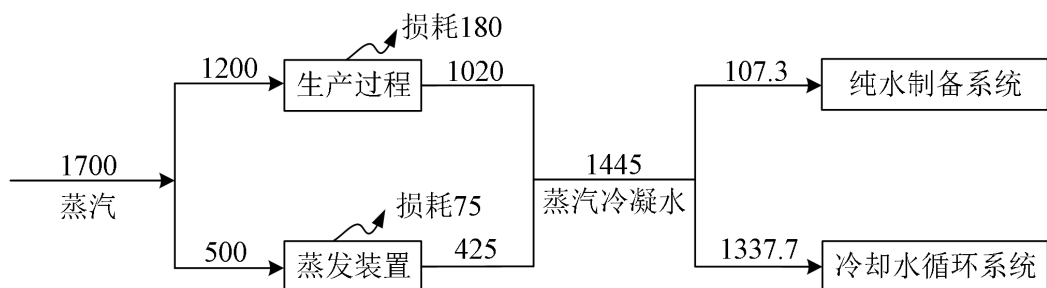 损耗180
1200
生产过程
1020
107.3
纯水制备系统
1700
蒸汽
1445
蒸汽冷凝水
损耗75
500
蒸发装置
425
1337.7
冷却水循环系统